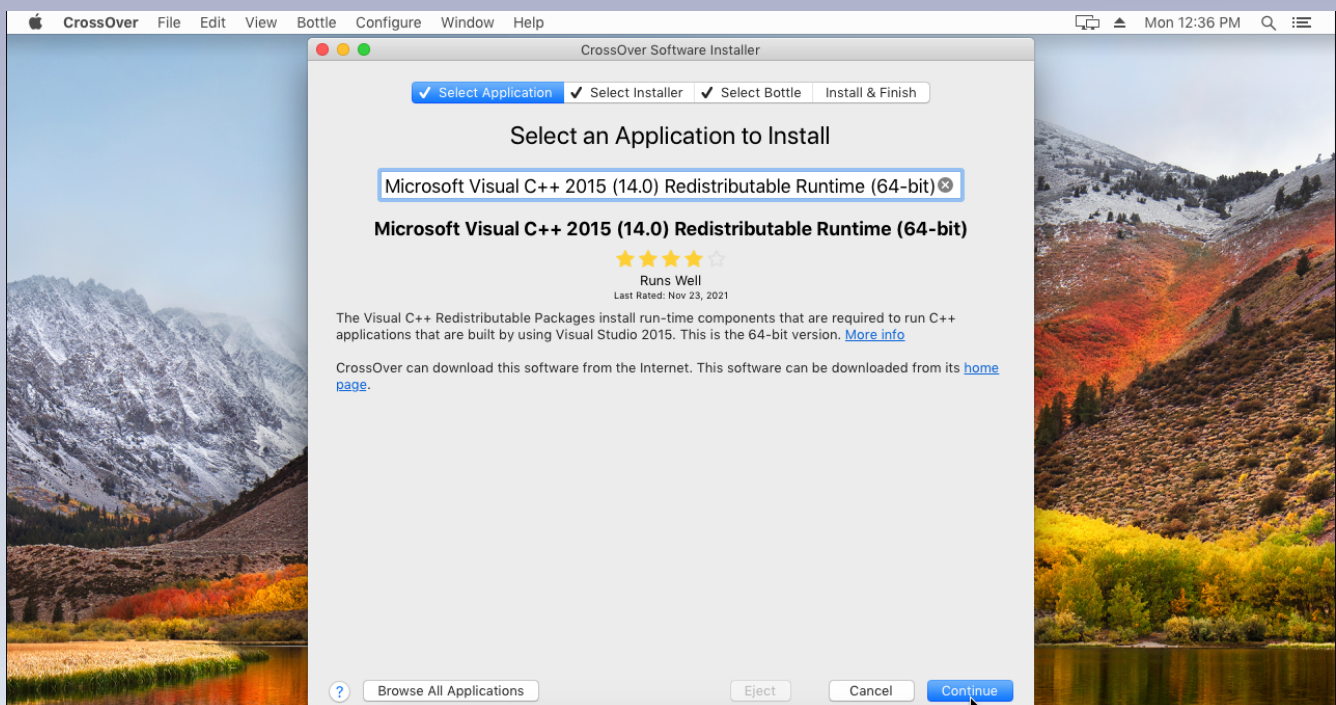 CrossOver File Edit View Bottle Configure Window Help Mon 12:36 PM
CrossOver Software Installer
✓ Select Application ✓ Select Installer ✓ Select Bottle Install & Finish
Select an Application to Install
Microsoft Visual C++ 2015 (14.0) Redistributable Runtime (64-bit)
Microsoft Visual C++ 2015 (14.0) Redistributable Runtime (64-bit)
Runs Well
Last Rated: Nov 23, 2021
The Visual C++ Redistributable Packages install run-time components that are required to run C++
applications that are built by using Visual Studio 2015. This is the 64-bit version. More info
CrossOver can download this software from the Internet. This software can be downloaded from its home
page.
? Browse All Applications Eject Cancel Continue